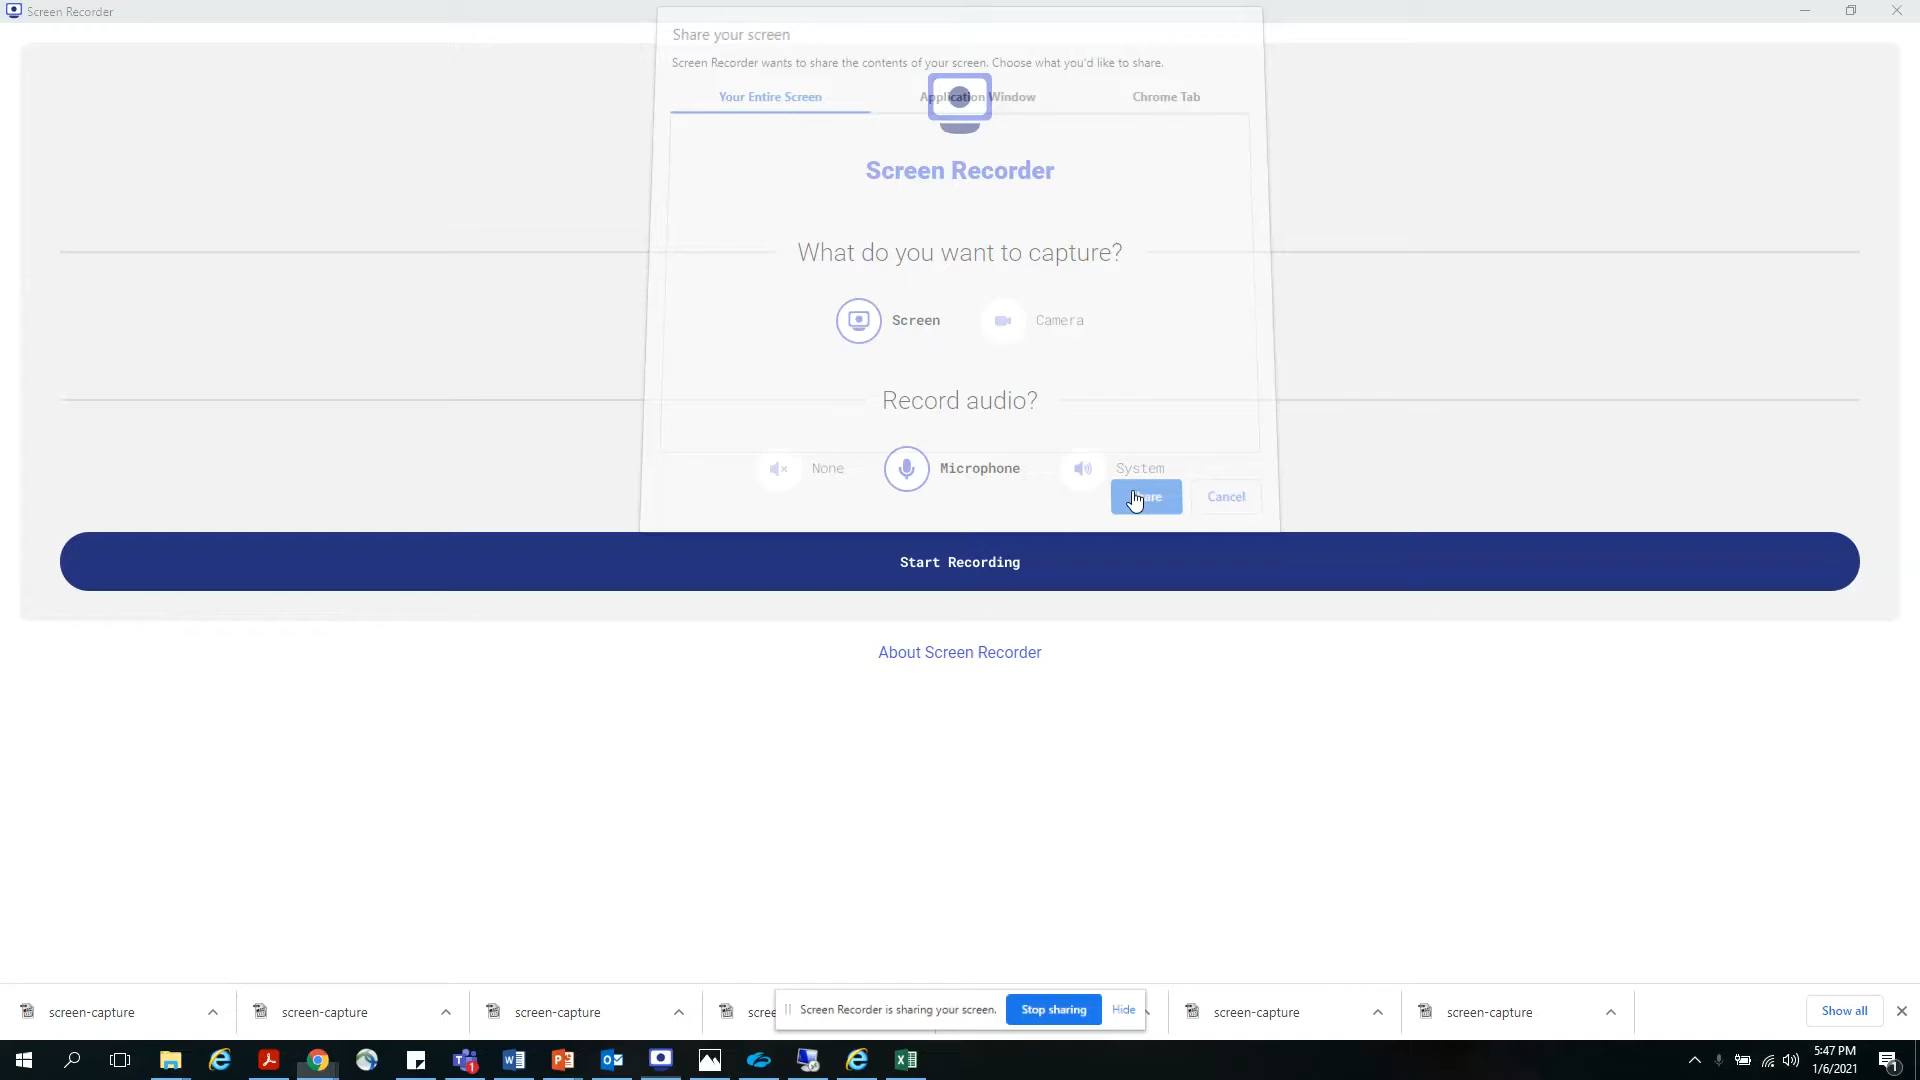 Screen Recorder
Share your screen
Screen Recorder wants to share the contents of your screen. Choose what you'd like to share.
Your Entire Screen
Application Window
Chrome Tab
Screen Recorder
What do you want to capture?
Screen
Camera
Record audio?
None
Microphone
System
Cancel
Start Recording
About Screen Recorder
screen-capture
screen-capture
screen-capture
Screen Recorder is sharing your screen.
Stop sharing
Hide
screen-capture
screen-capture
Show all
5:47 PM
1/6/2021